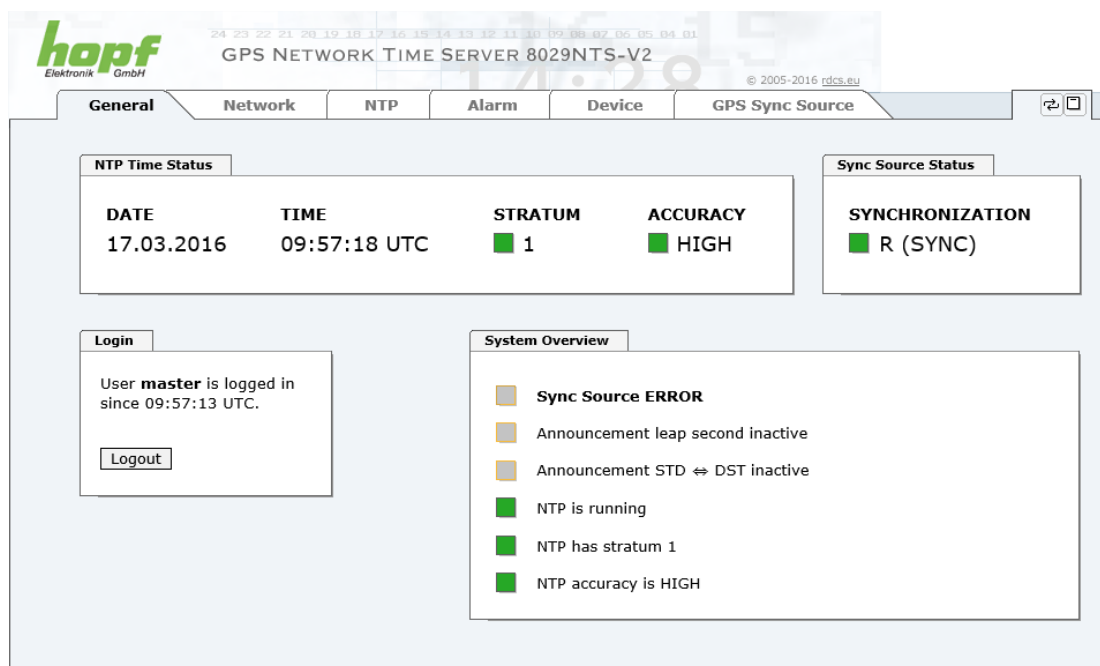 hopf
Elektronik GmbH
24 23 22 21 20 19 18 17 16 15 14 13 12 11 10 09 08 07 06 05 04 01
GPS NETWORK TIME SERVER 8029NTS-V2
14:28
© 2005-2016 rdcs.eu
General Network NTP Alarm Device GPS Sync Source
NTP Time Status
DATE TIME STRATUM ACCURACY
17.03.2016 09:57:18 UTC 1 HIGH
Sync Source Status
SYNCHRONIZATION
R (SYNC)
Login
User master is logged in
since 09:57:13 UTC.
Logout
System Overview
Sync Source ERROR
Announcement leap second inactive
Announcement STD ⇔ DST inactive
NTP is running
NTP has stratum 1
NTP accuracy is HIGH